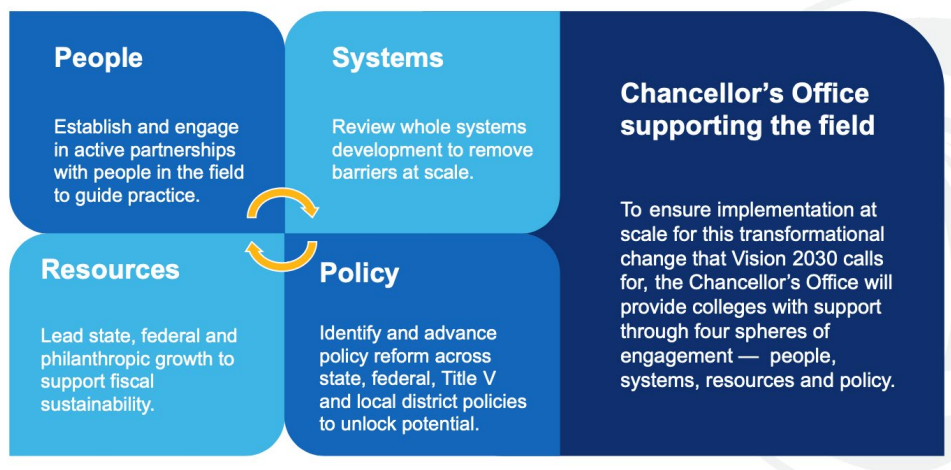 People
Establish and engage
in active partnerships
with people in the field
to guide practice.
Systems
Review whole systems
development to remove
barriers at scale.
Resources
Lead state, federal and
philanthropic growth to
support fiscal
sustainability.
Policy
Identify and advance
policy reform across
state, federal, Title V
and local district policies
to unlock potential.
Chancellor’s Office
supporting the field
To ensure implementation at
scale for this transformational
change that Vision 2030 calls
for, the Chancellor’s Office will
provide colleges with support
through four spheres of
engagement — people,
systems, resources and policy.